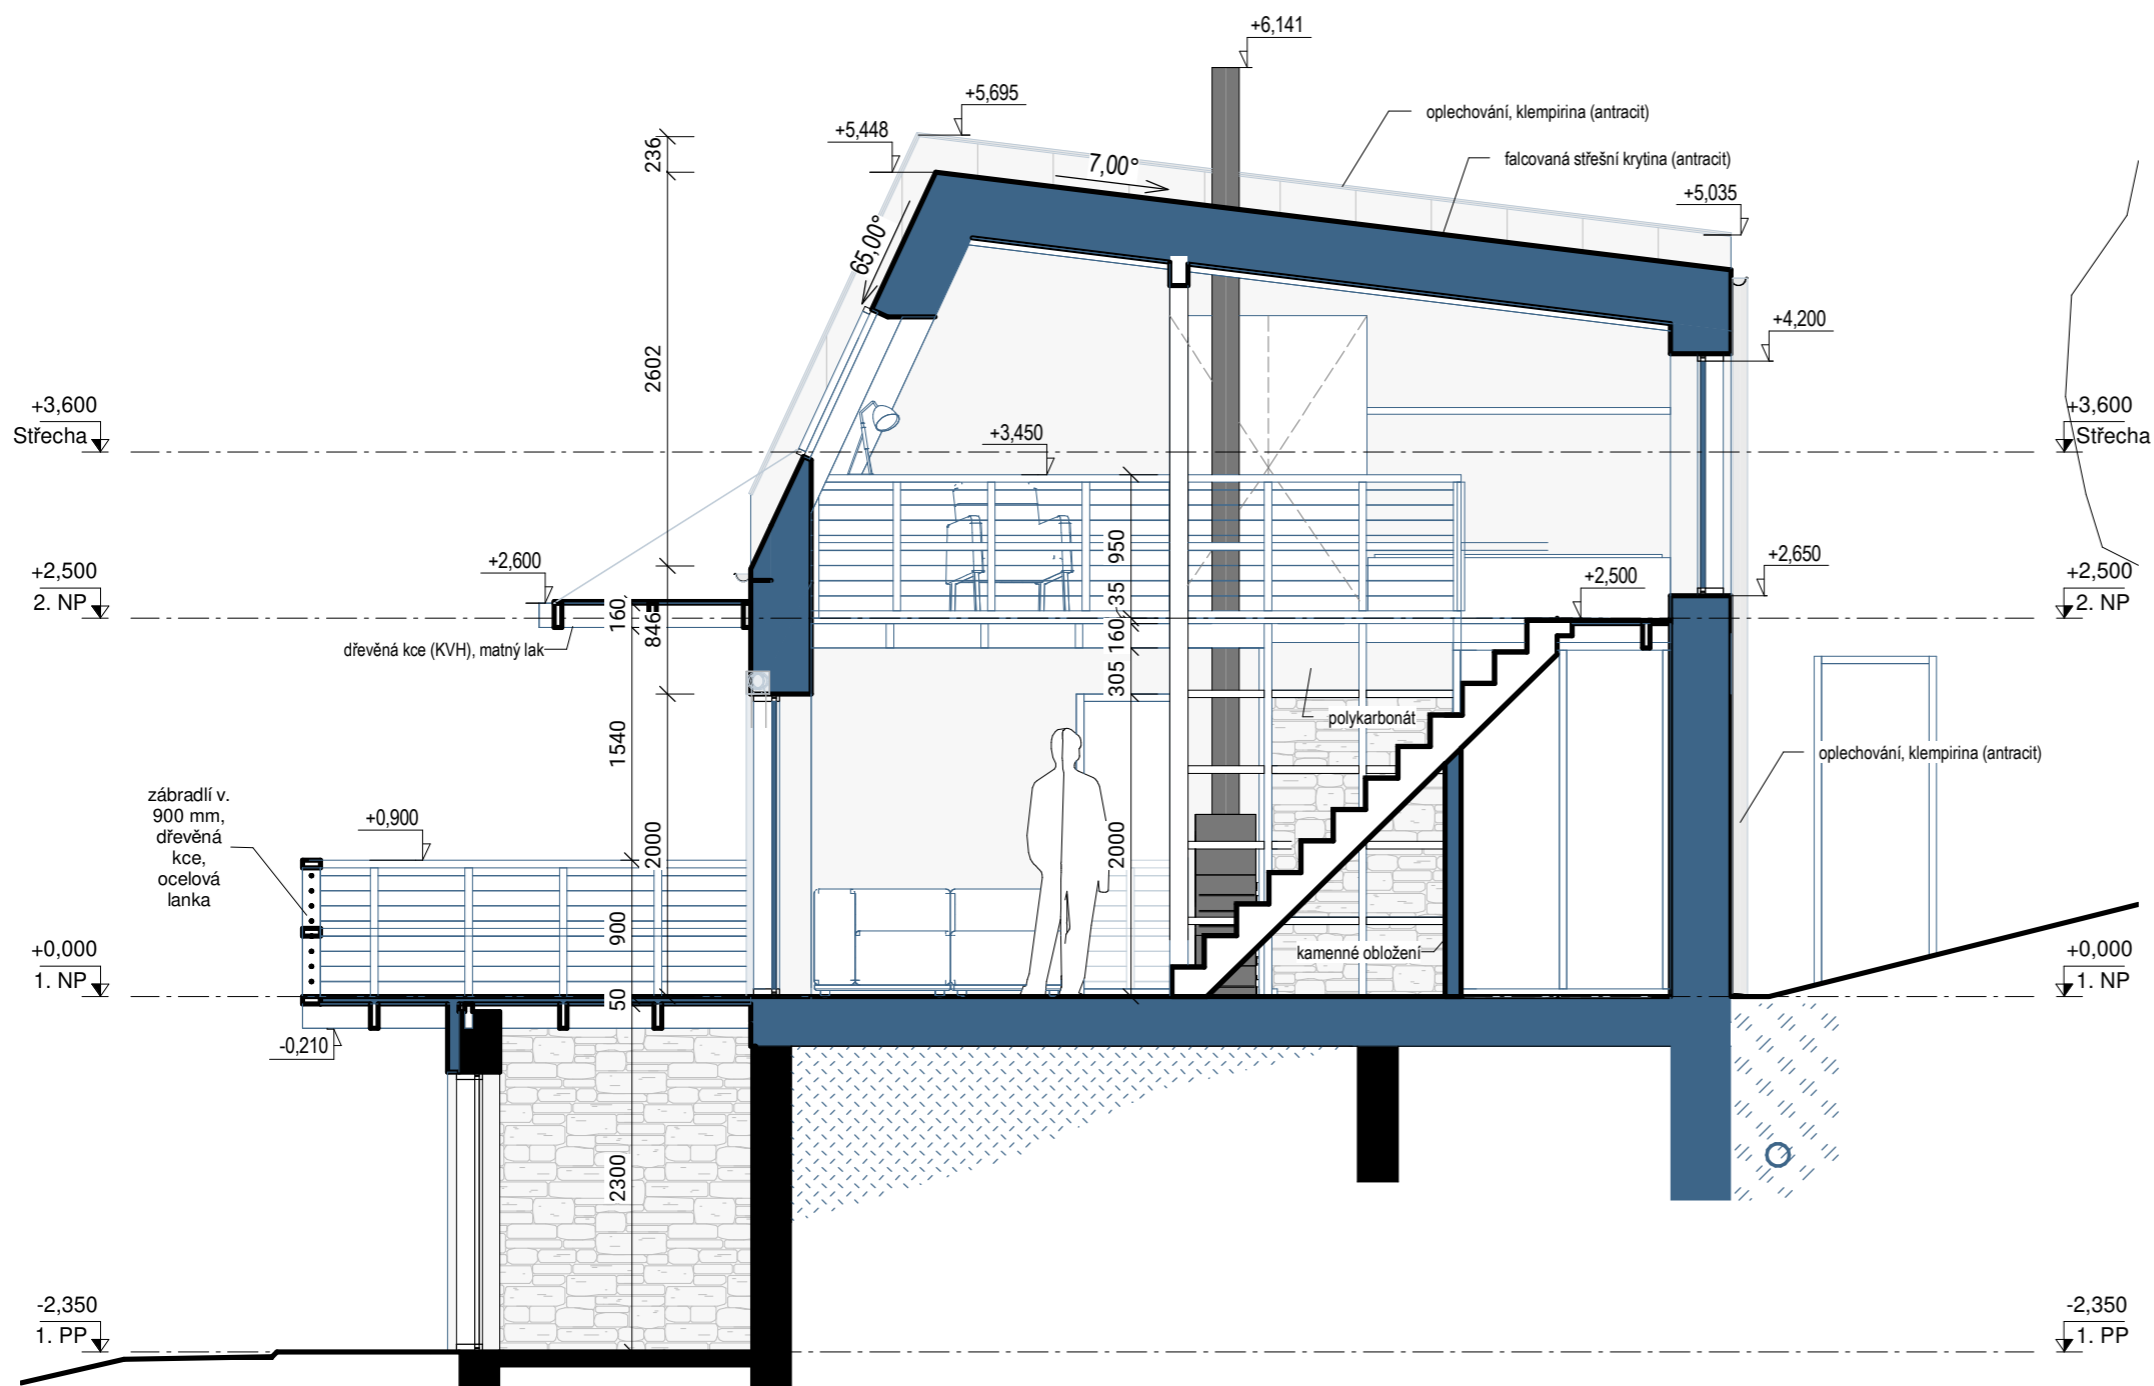 +6,141
+5,695
oplechování, klempirina (antracit)
+5,448
236
7,00°
falcovaná střešní krytina (antracit)
+5,035
65,00°
+4,200
2602
+3,600
Střecha
+3,450
+3,600
Střecha
950
+2,600
+2,500
2. NP
35
+2,500
+2,650
+2,500
2. NP
160
846
160
dřevěná kce (KVH), matný lak
305
polykarbonát
1540
oplechování, klempirina (antracit)
zábradlí v.
900 mm,
dřevěná
kce,
ocelová
lanka
+0,900
2000
2000
900
kamenné obložení
+0,000
1. NP
+0,000
1. NP
50
-0,210
2300
-2,350
1. PP
-2,350
1. PP